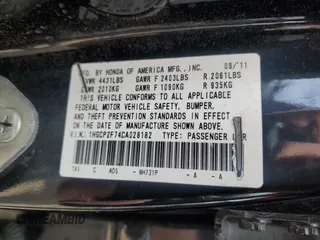 MFD. BY HONDA OF AMERICA MFG., INC. 09/11
GVWR 4431LBS GAWR F 2403LBS R 2061LBS
GVWR 2010KG GAWR F 1090KG R 935KG
THIS VEHICLE CONFORMS TO ALL APPLICABLE
FEDERAL MOTOR VEHICLE SAFETY, BUMPER,
AND THEFT PREVENTION STANDARDS IN EFFECT ON THE
DATE OF MANUFACTURE SHOWN ABOVE.
V.I.N.: 1HGCP2F74CA028182 TYPE: PASSENGER CAR
C AD5 - NH731P - A - A